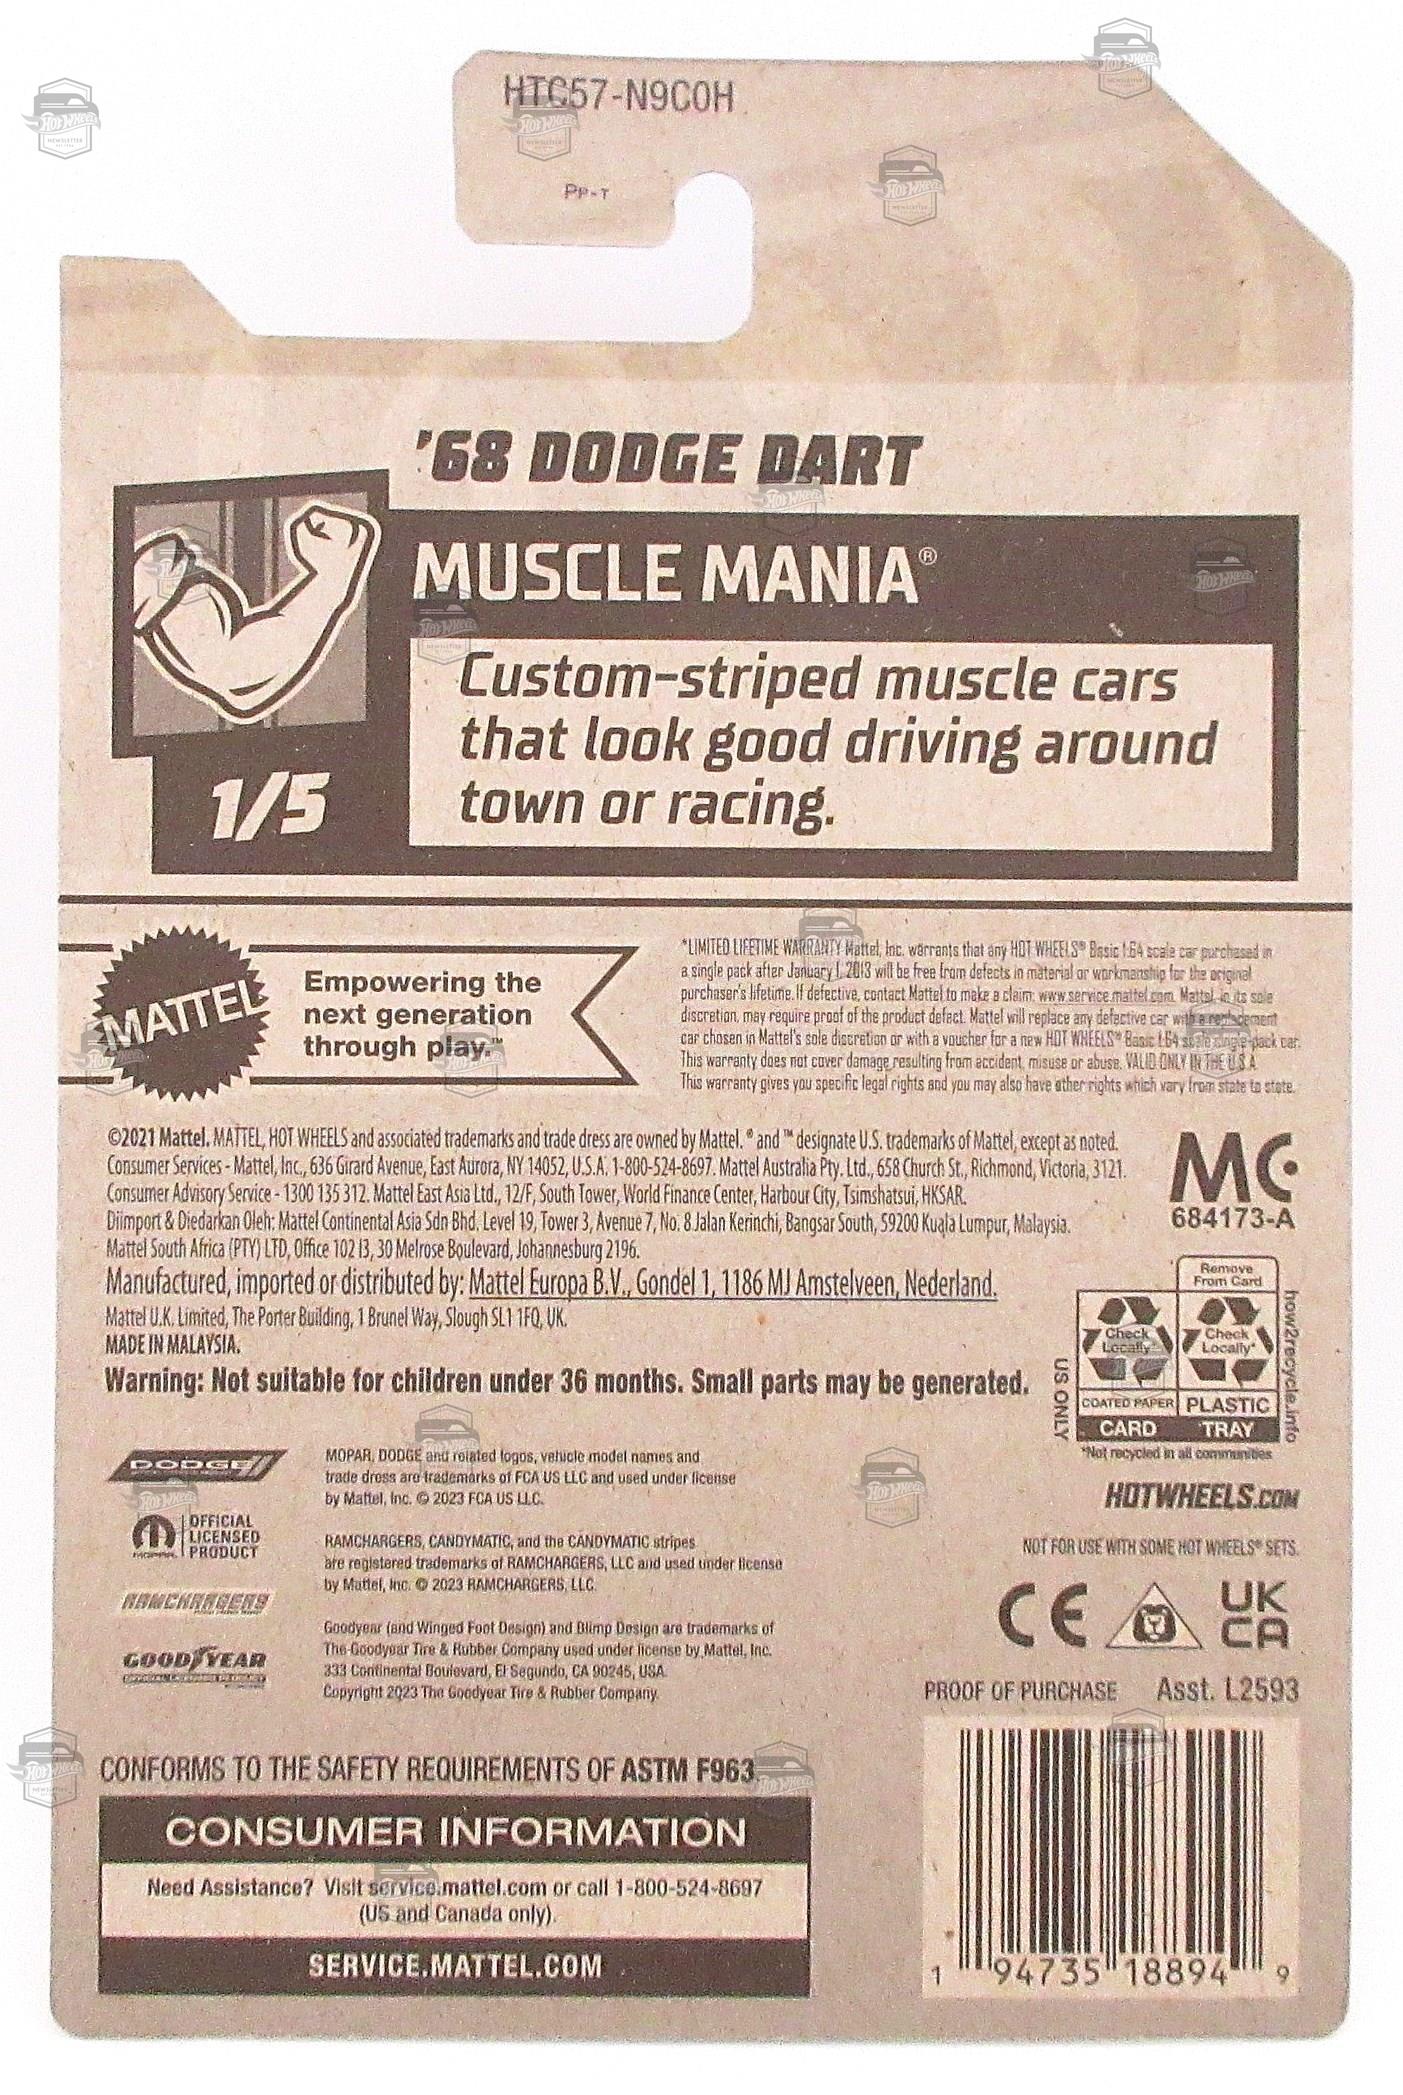 HTC57-N9C0H
PP-T
'68 DODGE DART
MUSCLE MANIA®
Custom-striped muscle cars
that look good driving around
town or racing.
1/5
MATTEL
Empowering the
next generation
through play.™
*LIMITED LIFETIME WARRANTY Mattel, Inc. warrants that any HOT WHEELS® Basic 1:64 scale car purchased in
a single pack after January 1, 2013 will be free from defects in material or workmanship for the original
purchaser's lifetime. If defective, contact Mattel to make a claim: www.service.mattel.com. Mattel, in its sole
discretion, may require proof of the product defect. Mattel will replace any defective car with a replacement
car chosen in Mattel's sole discretion or with a voucher for a new HOT WHEELS® Basic 1:64 scale single-pack car.
This warranty does not cover damage resulting from accident, misuse or abuse. VALID ONLY IN THE U.S.A.
This warranty gives you specific legal rights and you may also have other rights which vary from state to state.
©2021 Mattel. MATTEL, HOT WHEELS and associated trademarks and trade dress are owned by Mattel. ® and ™ designate U.S. trademarks of Mattel, except as noted.
Consumer Services - Mattel, Inc., 636 Girard Avenue, East Aurora, NY 14052, U.S.A. 1-800-524-8697. Mattel Australia Pty. Ltd., 658 Church St., Richmond, Victoria, 3121.
Consumer Advisory Service - 1300 135 312. Mattel East Asia Ltd., 12/F, South Tower, World Finance Center, Harbour City, Tsimshatsui, HKSAR.
Diimport & Diedarkan Oleh: Mattel Continental Asia Sdn Bhd. Level 19, Tower 3, Avenue 7, No. 8 Jalan Kerinchi, Bangsar South, 59200 Kuala Lumpur, Malaysia.
Mattel South Africa (PTY) LTD, Office 102 I3, 30 Melrose Boulevard, Johannesburg 2196.
Manufactured, imported or distributed by: Mattel Europa B.V., Gondel 1, 1186 MJ Amstelveen, Nederland.
Mattel U.K. Limited, The Porter Building, 1 Brunel Way, Slough SL1 1FQ, UK.
MADE IN MALAYSIA.
Warning: Not suitable for children under 36 months. Small parts may be generated.
MC
684173-A
Remove
From Card
Check
Locally*
Check
Locally*
COATED PAPER
PLASTIC
CARD
TRAY
US ONLY
how2recycle.info
*Not recycled in all communities
HOTWHEELS.COM
NOT FOR USE WITH SOME HOT WHEELS® SETS.
DODGE
MOPAR
OFFICIAL
LICENSED
PRODUCT
RAMCHARGERS
GOODYEAR
OFFICIAL LICENSED PRODUCT
MOPAR, DODGE and related logos, vehicle model names and
trade dress are trademarks of FCA US LLC and used under license
by Mattel, Inc. © 2023 FCA US LLC.
RAMCHARGERS, CANDYMATIC, and the CANDYMATIC stripes
are registered trademarks of RAMCHARGERS, LLC and used under license
by Mattel, Inc. © 2023 RAMCHARGERS, LLC.
Goodyear (and Winged Foot Design) and Blimp Design are trademarks of
The Goodyear Tire & Rubber Company used under license by Mattel, Inc.
333 Continental Boulevard, El Segundo, CA 90245, USA.
Copyright 2023 The Goodyear Tire & Rubber Company.
CE
UK
CA
PROOF OF PURCHASE Asst. L2593
1 94735 18894 9
CONFORMS TO THE SAFETY REQUIREMENTS OF ASTM F963.
CONSUMER INFORMATION
Need Assistance? Visit service.mattel.com or call 1-800-524-8697
(US and Canada only).
SERVICE.MATTEL.COM